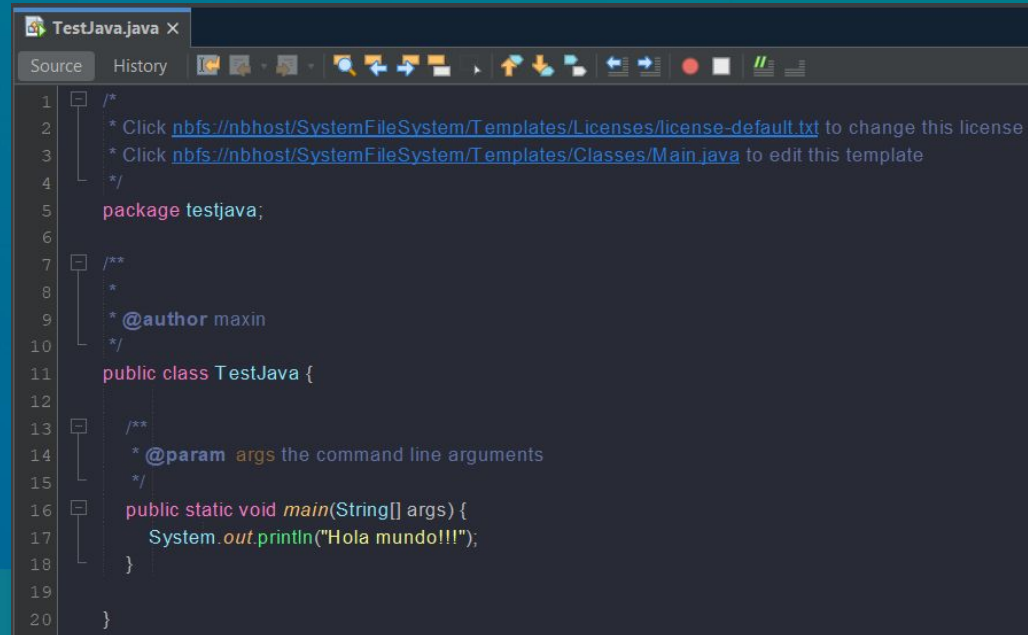 TestJava.java
Source History
1 /*
2 * Click nbfs://nbhost/SystemFileSystem/Templates/Licenses/license-default.txt to change this license
3 * Click nbfs://nbhost/SystemFileSystem/Templates/Classes/Main.java to edit this template
4 */
5 package testjava;
6
7 /**
8 *
9 * @author maxin
10 */
11 public class TestJava {
12
13 /**
14 * @param args the command line arguments
15 */
16 public static void main(String[] args) {
17 System.out.println("Hola mundo!!!");
18 }
19
20 }